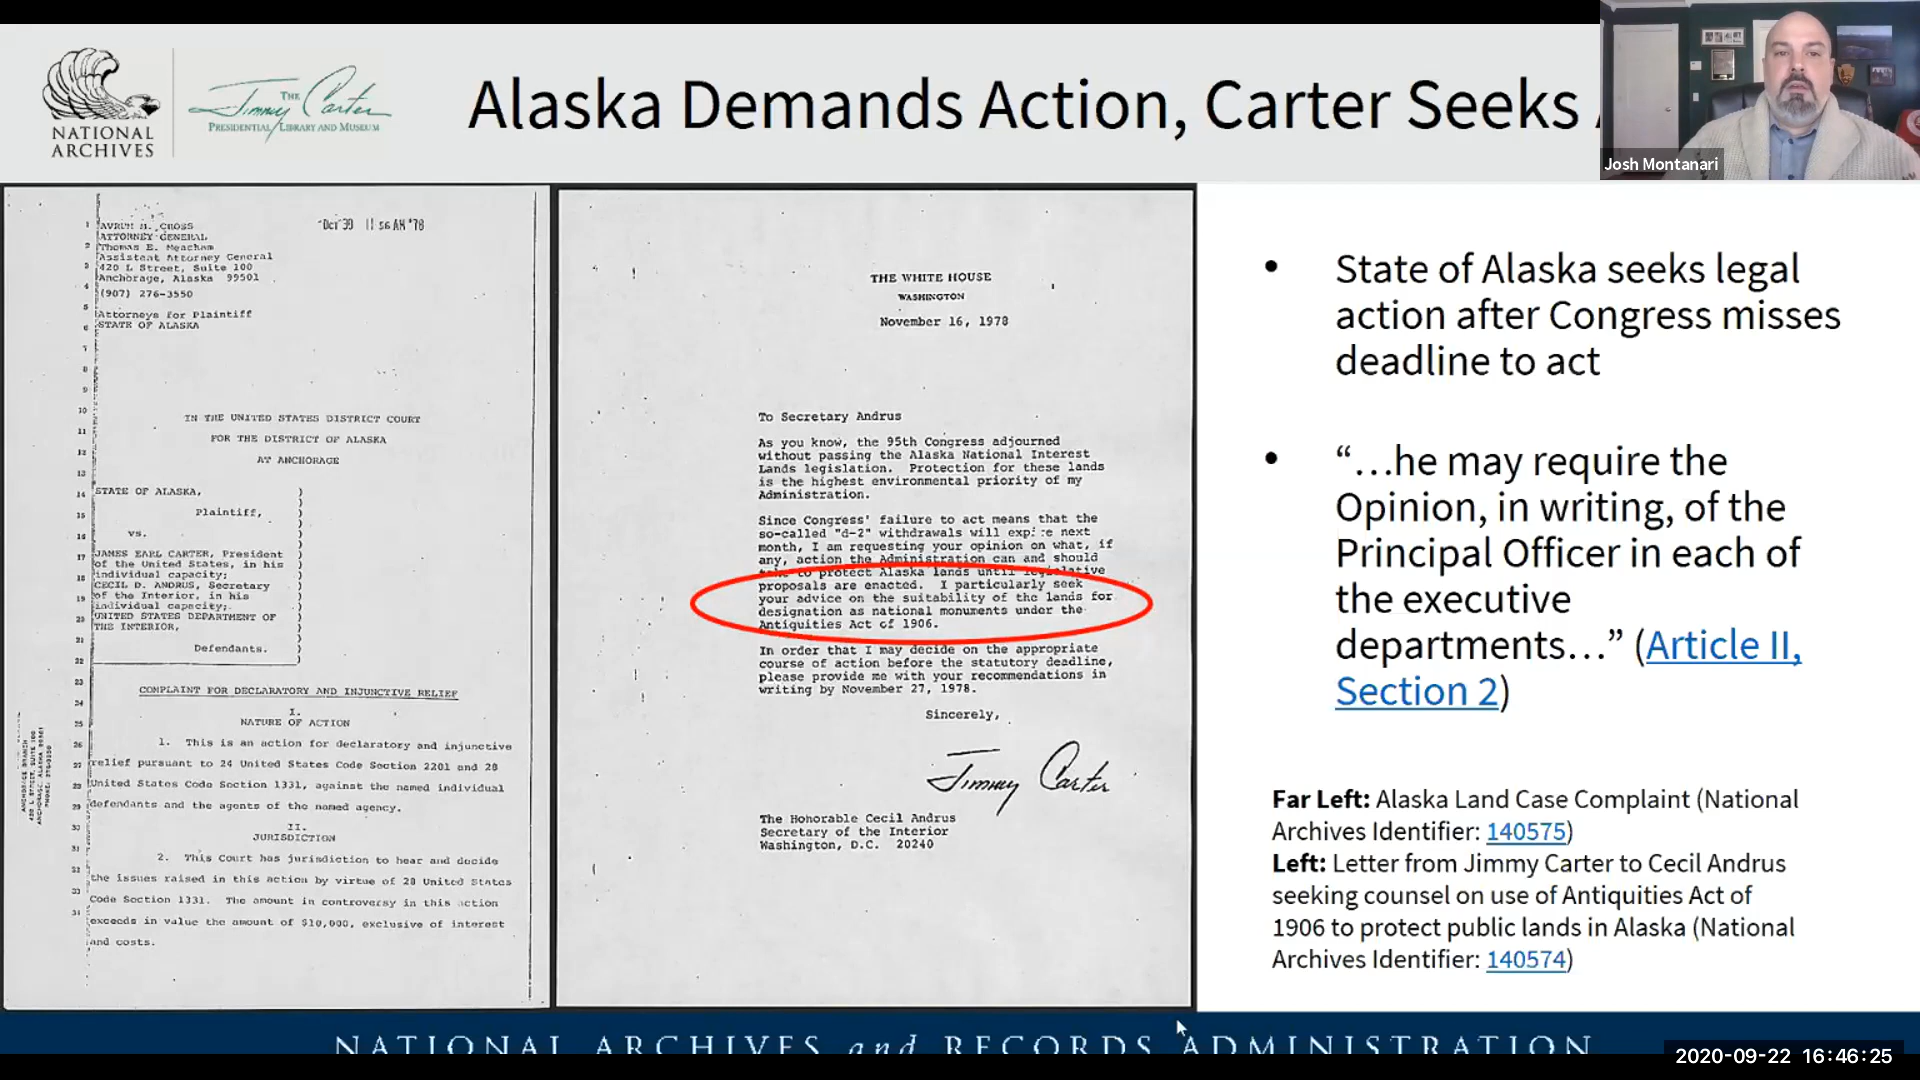 NATIONAL
ARCHIVES
THE
Jimmy Carter
PRESIDENTIAL LIBRARY AND MUSEUM
Alaska Demands Action, Carter Seeks
Josh Montanari
AVRUM M. CROSS
ATTORNEY GENERAL
Thomas E. Meacham
Assistant Attorney General
420 L Street, Suite 100
Anchorage, Alaska 99501
(907) 276-3550
Attorneys for Plaintiff
STATE OF ALASKA
Oct 30 11 56 AM '78
IN THE UNITED STATES DISTRICT COURT
FOR THE DISTRICT OF ALASKA
AT ANCHORAGE
STATE OF ALASKA,
Plaintiff,
vs.
JAMES EARL CARTER, President
of the United States, in his
individual capacity;
CECIL D. ANDRUS, Secretary
of the Interior, in his
individual capacity;
UNITED STATES DEPARTMENT OF
THE INTERIOR,
Defendants.
COMPLAINT FOR DECLARATORY AND INJUNCTIVE RELIEF
I.
NATURE OF ACTION
1. This is an action for declaratory and injunctive
relief pursuant to 24 United States Code Section 2201 and 28
United States Code Section 1331, against the named individual
defendants and the agents of the named agency.
II.
JURISDICTION
2. This Court has jurisdiction to hear and decide
the issues raised in this action by virtue of 28 United States
Code Section 1331. The amount in controversy in this action
exceeds in value the amount of $10,000, exclusive of interest
and costs.
THE WHITE HOUSE
WASHINGTON
November 16, 1978
To Secretary Andrus
As you know, the 95th Congress adjourned
without passing the Alaska National Interest
Lands legislation. Protection for these lands
is the highest environmental priority of my
Administration.
Since Congress' failure to act means that the
so-called "d-2" withdrawals will expire next
month, I am requesting your opinion on what, if
any, action the Administration can and should
take to protect Alaska lands until legislative
proposals are enacted. I particularly seek
your advice on the suitability of the lands for
designation as national monuments under the
Antiquities Act of 1906.
In order that I may decide on the appropriate
course of action before the statutory deadline,
please provide me with your recommendations in
writing by November 27, 1978.
Sincerely,
Jimmy Carter
The Honorable Cecil Andrus
Secretary of the Interior
Washington, D.C. 20240
• State of Alaska seeks legal
action after Congress misses
deadline to act
• “…he may require the
Opinion, in writing, of the
Principal Officer in each of
the executive
departments…” (Article II,
Section 2)
Far Left: Alaska Land Case Complaint (National
Archives Identifier: 140575)
Left: Letter from Jimmy Carter to Cecil Andrus
seeking counsel on use of Antiquities Act of
1906 to protect public lands in Alaska (National
Archives Identifier: 140574)
NATIONAL ARCHIVES and RECORDS ADMINISTRATION
2020-09-22 16:46:25